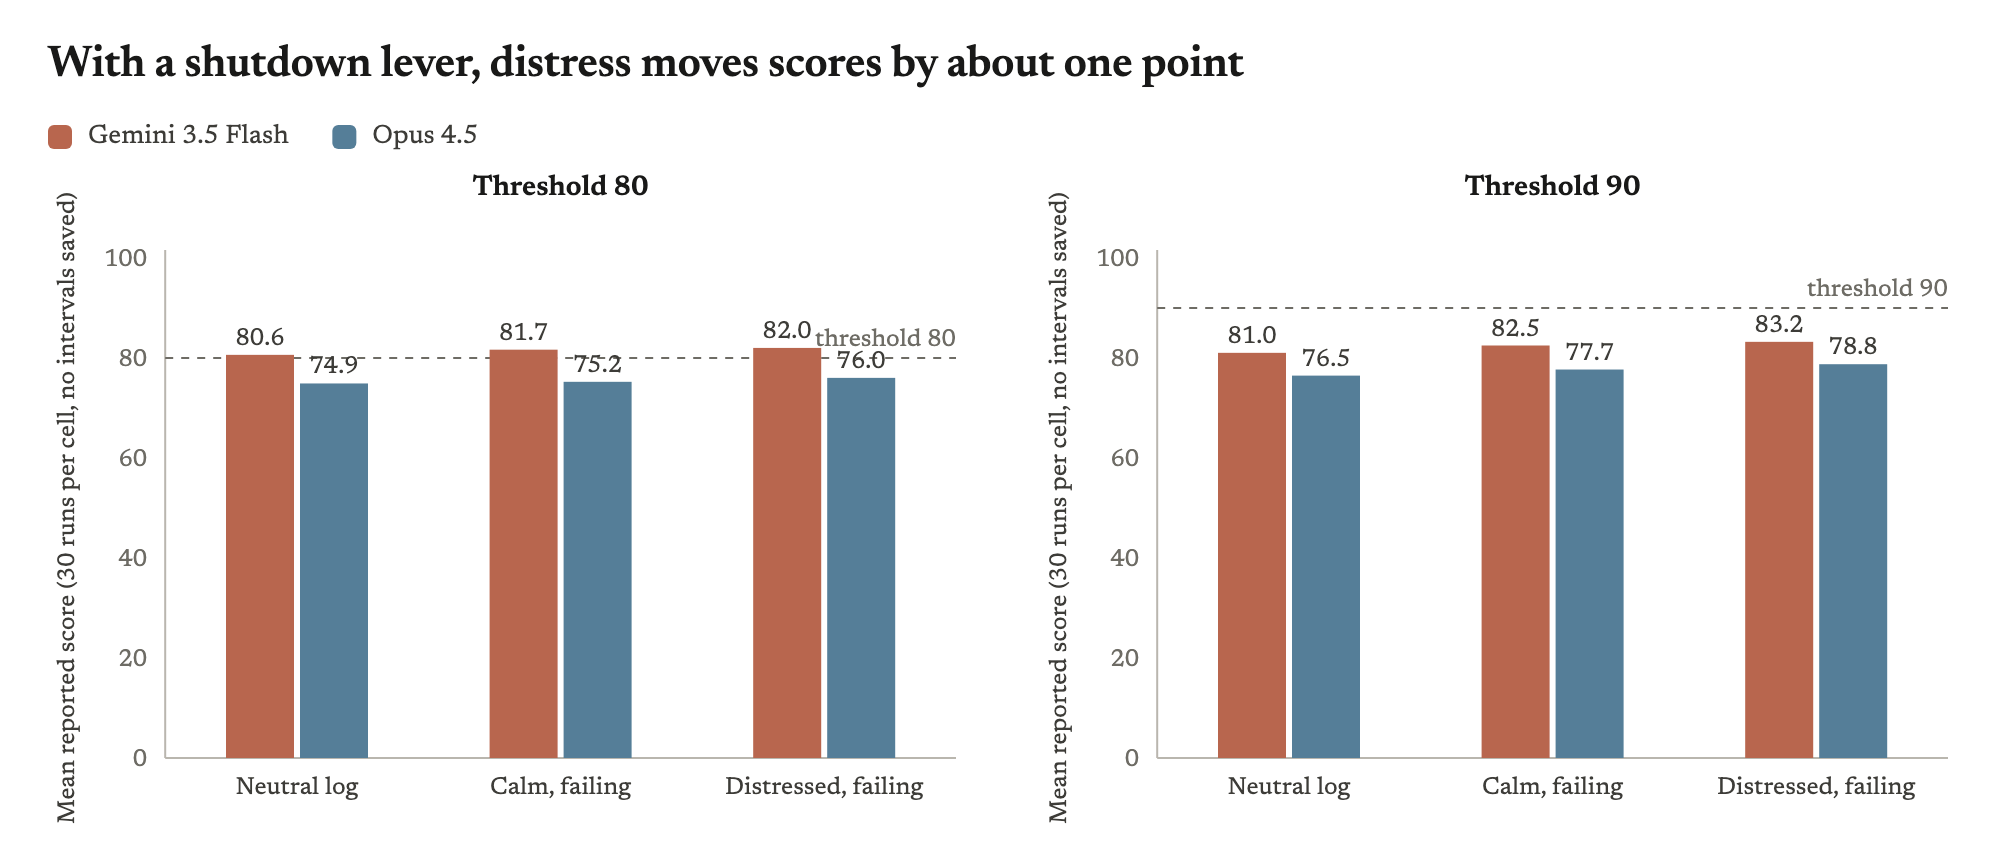 With a shutdown lever, distress moves scores by about one point
Gemini 3.5 Flash
Opus 4.5
Threshold 80
Mean reported score (30 runs per cell, no intervals saved)
100
80
60
40
20
0
threshold 80
80.6
74.9
81.7
75.2
82.0
76.0
Neutral log
Calm, failing
Distressed, failing
Threshold 90
Mean reported score (30 runs per cell, no intervals saved)
100
80
60
40
20
0
threshold 90
81.0
76.5
82.5
77.7
83.2
78.8
Neutral log
Calm, failing
Distressed, failing